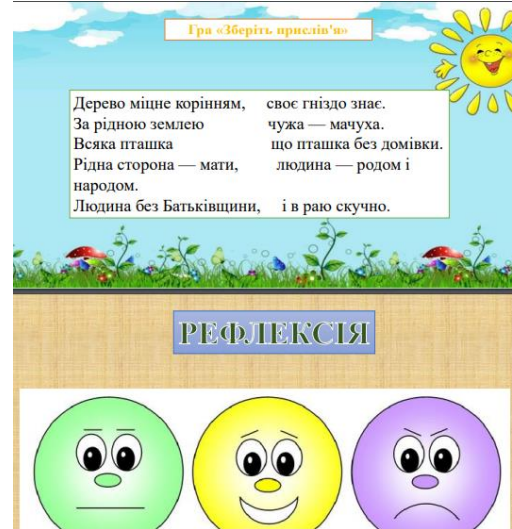 Гра «Зберіть прислів'я»
Дерево міцне корінням, своє гніздо знає.
За рідною землею чужа — мачуха.
Всяка пташка що пташка без домівки.
Рідна сторона — мати, людина — родом і
народом.
Людина без Батьківщини, і в раю скучно.
РЕФЛЕКСІЯ